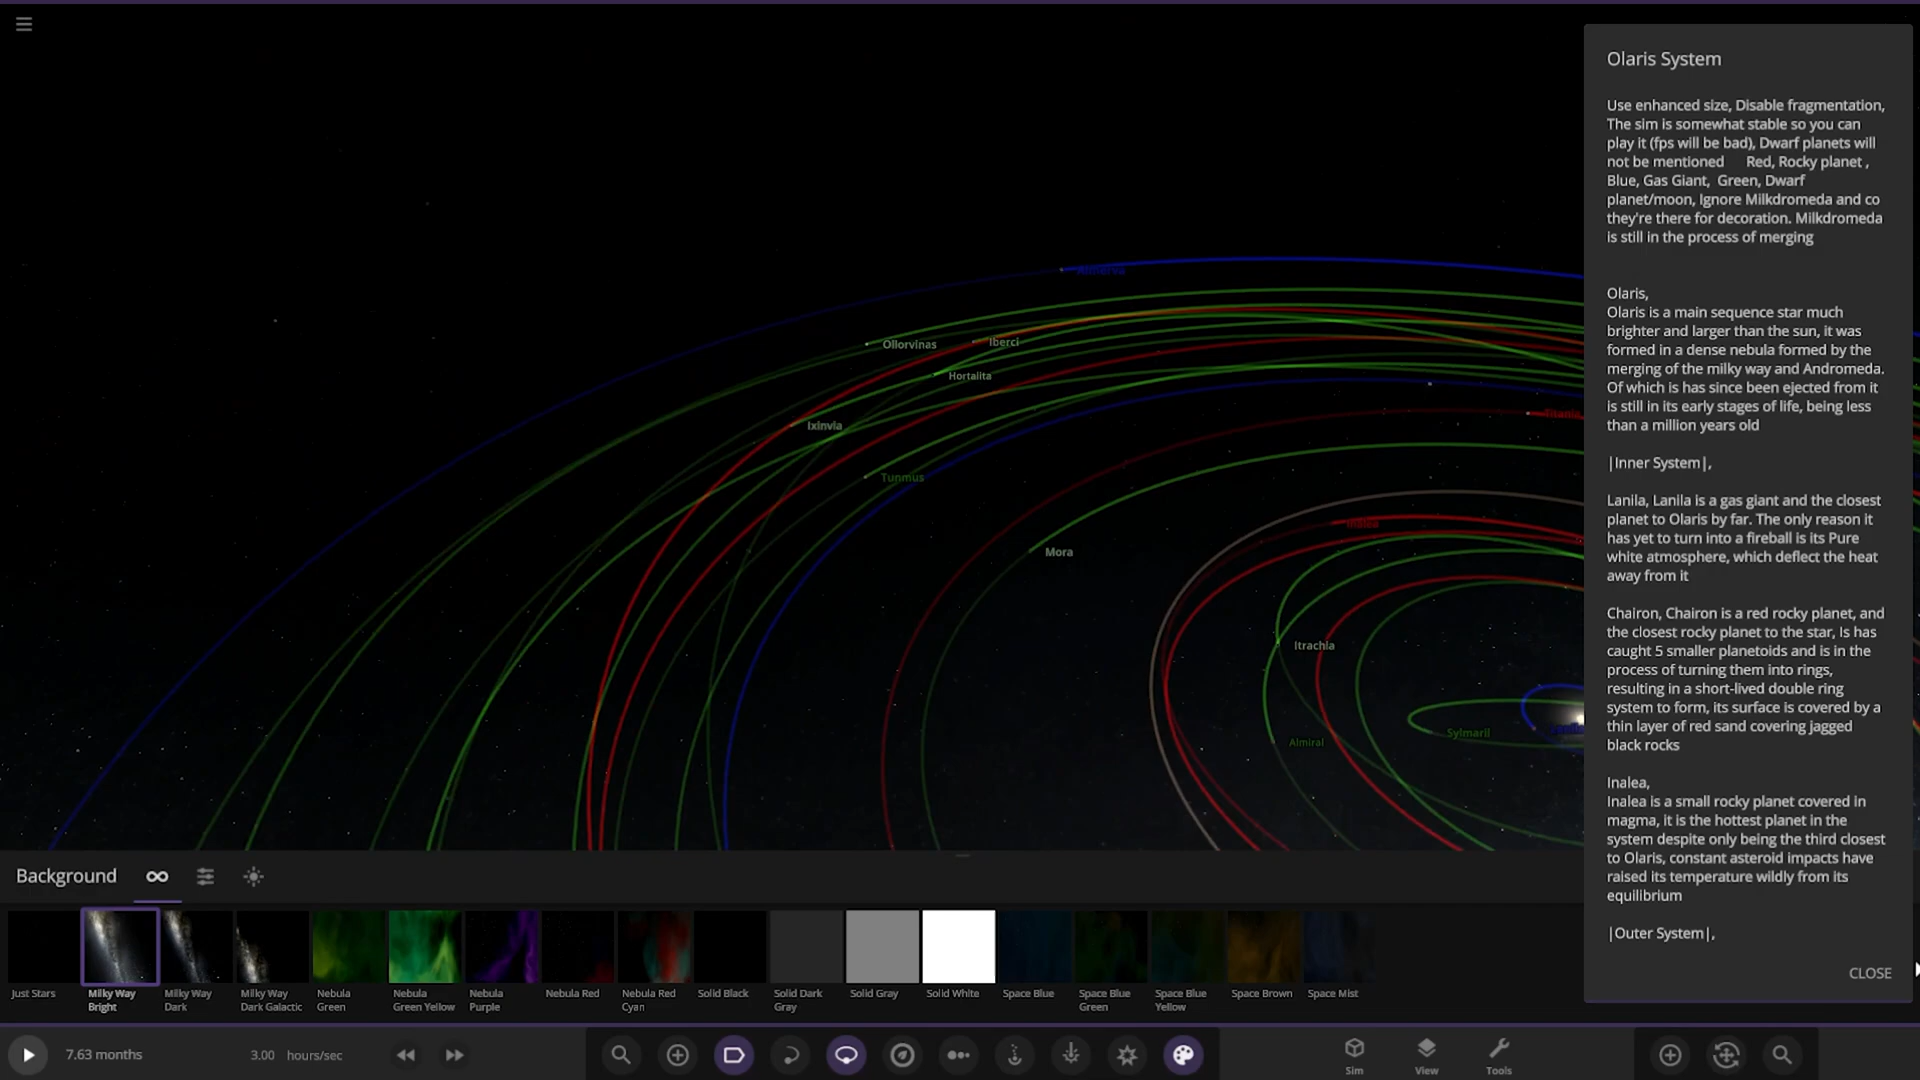 Olaris System
Use enhanced size, Disable fragmentation,
The sim is somewhat stable so you can
play it (fps will be bad), Dwarf planets will
not be mentioned Red, Rocky planet ,
Blue, Gas Giant, Green, Dwarf
planet/moon, Ignore Milkdromeda and co
they're there for decoration. Milkdromeda
is still in the process of merging
Olaris,
Olaris is a main sequence star much
brighter and larger than the sun, it was
formed in a dense nebula formed by the
merging of the milky way and Andromeda.
Of which is has since been ejected from it
is still in its early stages of life, being less
than a million years old
|Inner System|,
Lanila, Lanila is a gas giant and the closest
planet to Olaris by far. The only reason it
has yet to turn into a fireball is its Pure
white atmosphere, which deflect the heat
away from it
Chairon, Chairon is a red rocky planet, and
the closest rocky planet to the star, Is has
caught 5 smaller planetoids and is in the
process of turning them into rings,
resulting in a short-lived double ring
system to form, its surface is covered by a
thin layer of red sand covering jagged
black rocks
Inalea,
Inalea is a small rocky planet covered in
magma, it is the hottest planet in the
system despite only being the third closest
to Olaris, constant asteroid impacts have
raised its temperature wildly from its
equilibrium
|Outer System|,
CLOSE
Almerva
Ollorvinas
Iberci
Hortalita
Titania
Ixinvia
Tunmus
Inalea
Mora
Itrachia
Almiral
Sylmaril
Lanila
Background
Just Stars
Milky Way
Bright
Milky Way
Dark
Milky Way
Dark Galactic
Nebula
Green
Nebula
Green Yellow
Nebula
Purple
Nebula Red
Nebula Red
Cyan
Solid Black
Solid Dark
Gray
Solid Gray
Solid White
Space Blue
Space Blue
Green
Space Blue
Yellow
Space Brown
Space Mist
7.63 months
3.00 hours/sec
Sim
View
Tools